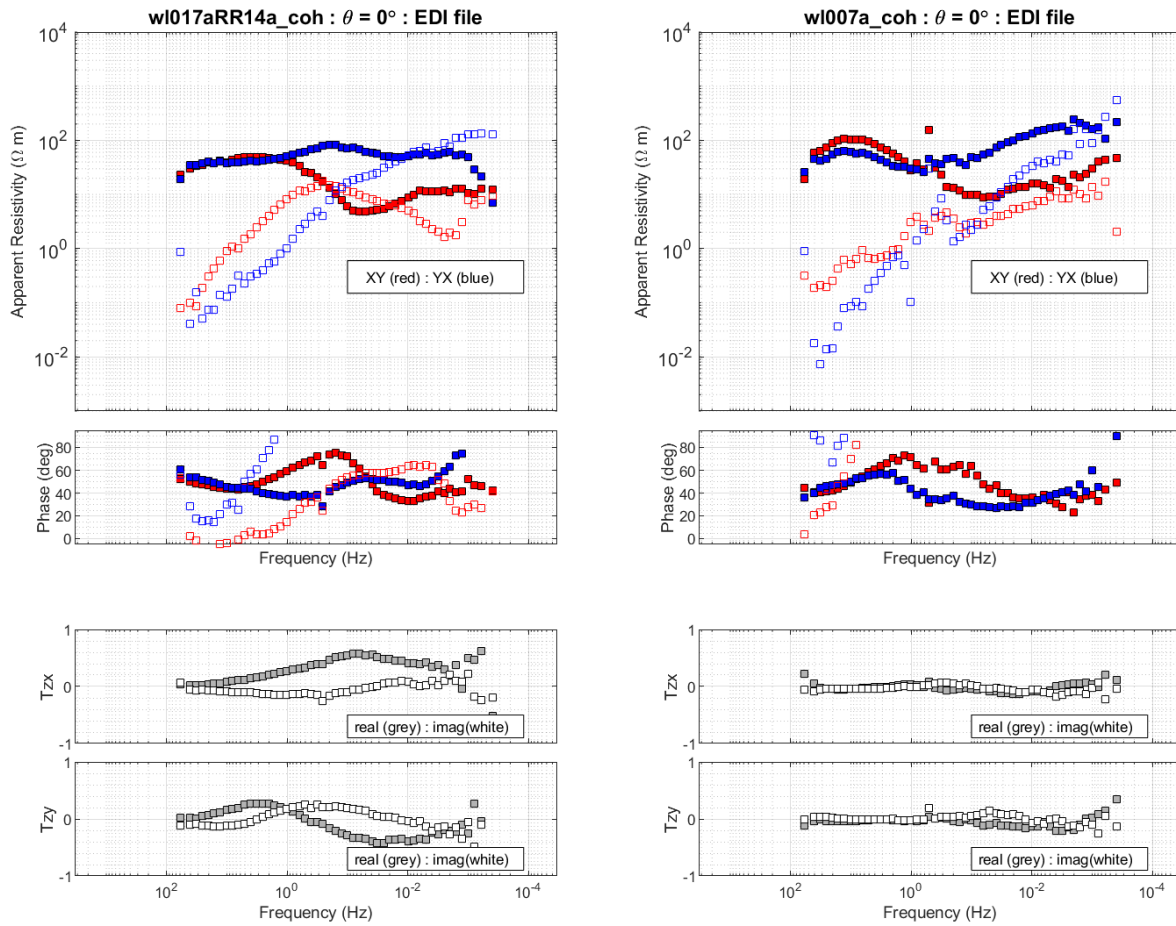 wl017aRR14a_coh : θ = 0° : EDI file
10^4
10^2
10^0
10^-2
Apparent Resistivity (Ω m)
XY (red) : YX (blue)
80
60
40
20
0
Phase (deg)
Frequency (Hz)
1
0
-1
Tzx
real (grey) : imag(white)
1
0
-1
Tzy
real (grey) : imag(white)
10^2 10^0 10^-2 10^-4
Frequency (Hz)
wl007a_coh : θ = 0° : EDI file
10^4
10^2
10^0
10^-2
Apparent Resistivity (Ω m)
XY (red) : YX (blue)
80
60
40
20
0
Phase (deg)
Frequency (Hz)
1
0
-1
Tzx
real (grey) : imag(white)
1
0
-1
Tzy
real (grey) : imag(white)
10^2 10^0 10^-2 10^-4
Frequency (Hz)